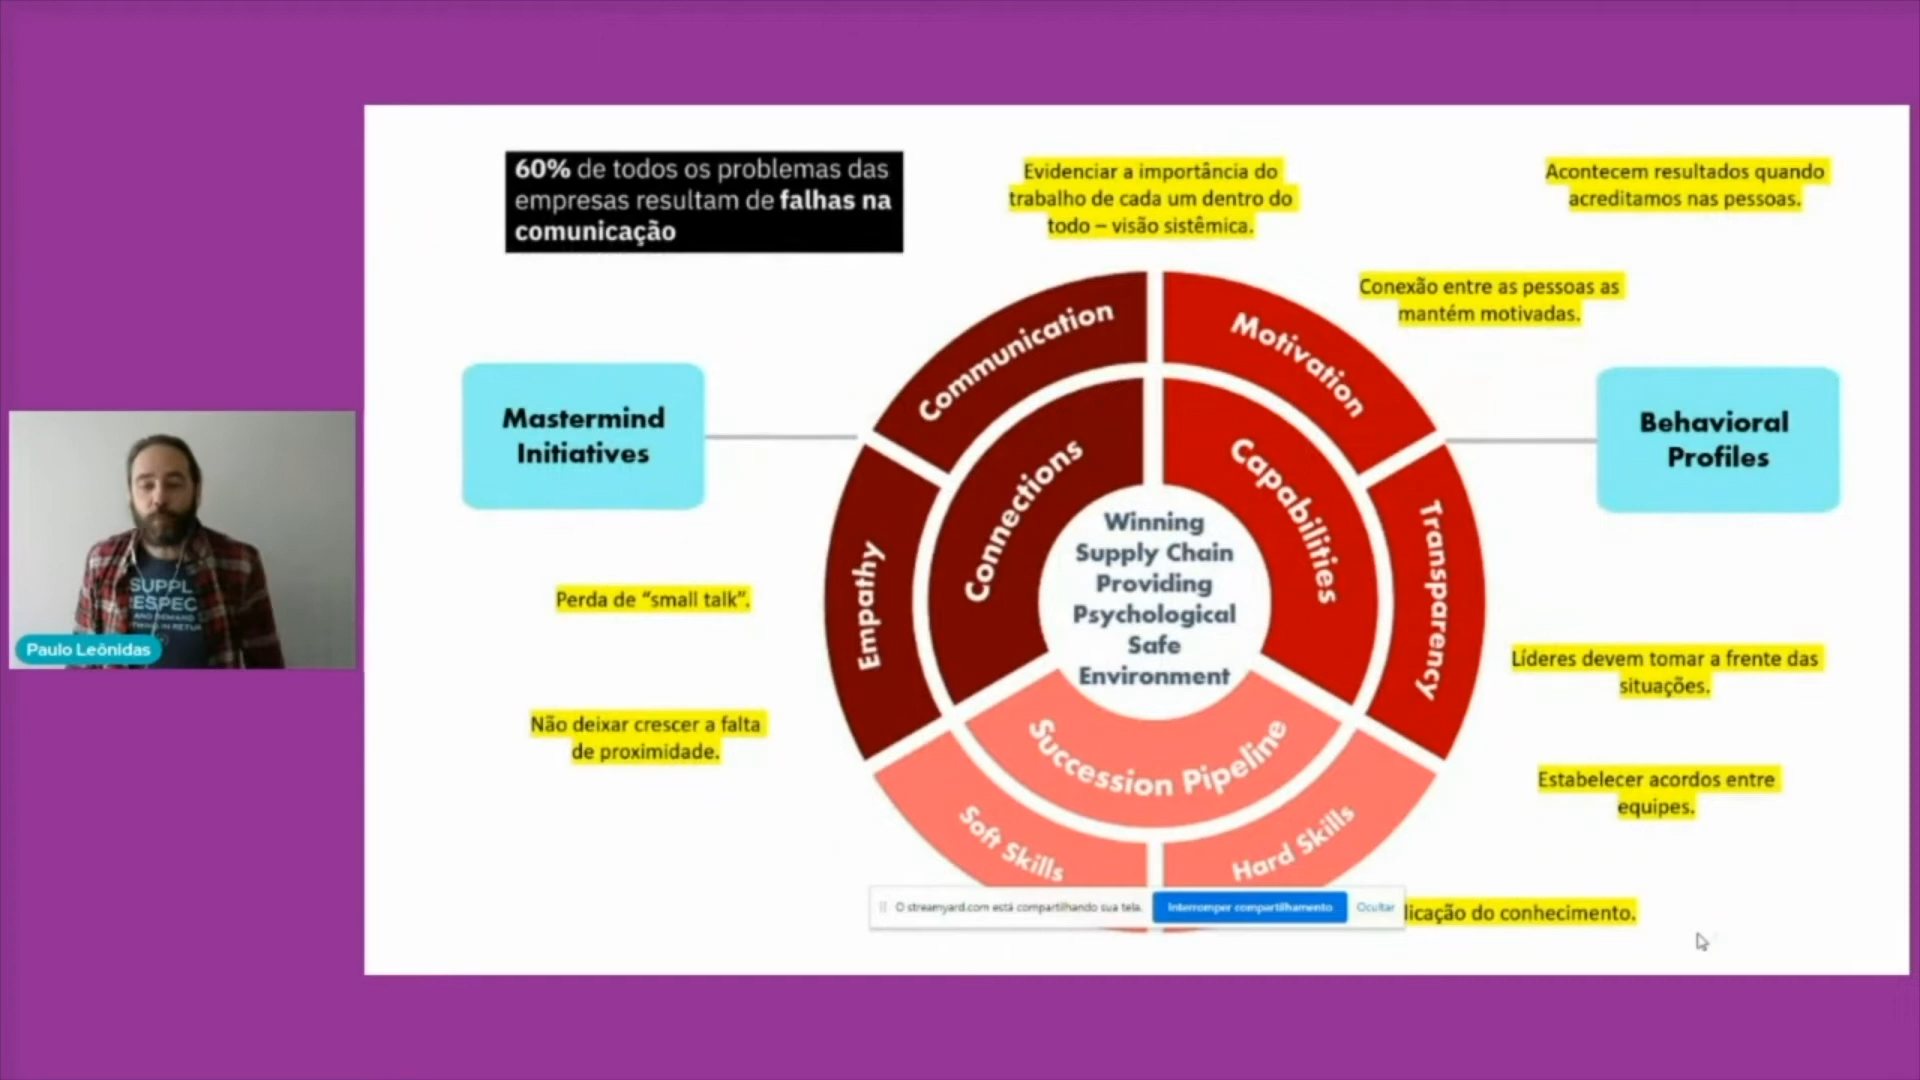 60% de todos os problemas das
empresas resultam de falhas na
comunicação
Evidenciar a importância do
trabalho de cada um dentro do
todo – visão sistêmica.
Acontecem resultados quando
acreditamos nas pessoas.
Conexão entre as pessoas as
mantém motivadas.
Mastermind
Initiatives
Communication
Motivation
Behavioral
Profiles
Connections
Capabilities
Empathy
Transparency
Winning
Supply Chain
Providing
Psychological
Safe
Environment
Perda de “small talk”.
Não deixar crescer a falta
de proximidade.
Líderes devem tomar a frente das
situações.
Estabelecer acordos entre
equipes.
Succession Pipeline
Soft Skills
Hard Skills
O streamyard.com está compartilhando sua tela.
Interromper compartilhamento
Ocultar
licação do conhecimento.
SUPPL
ESPEC
AND DEMAND
Paulo Leônidas